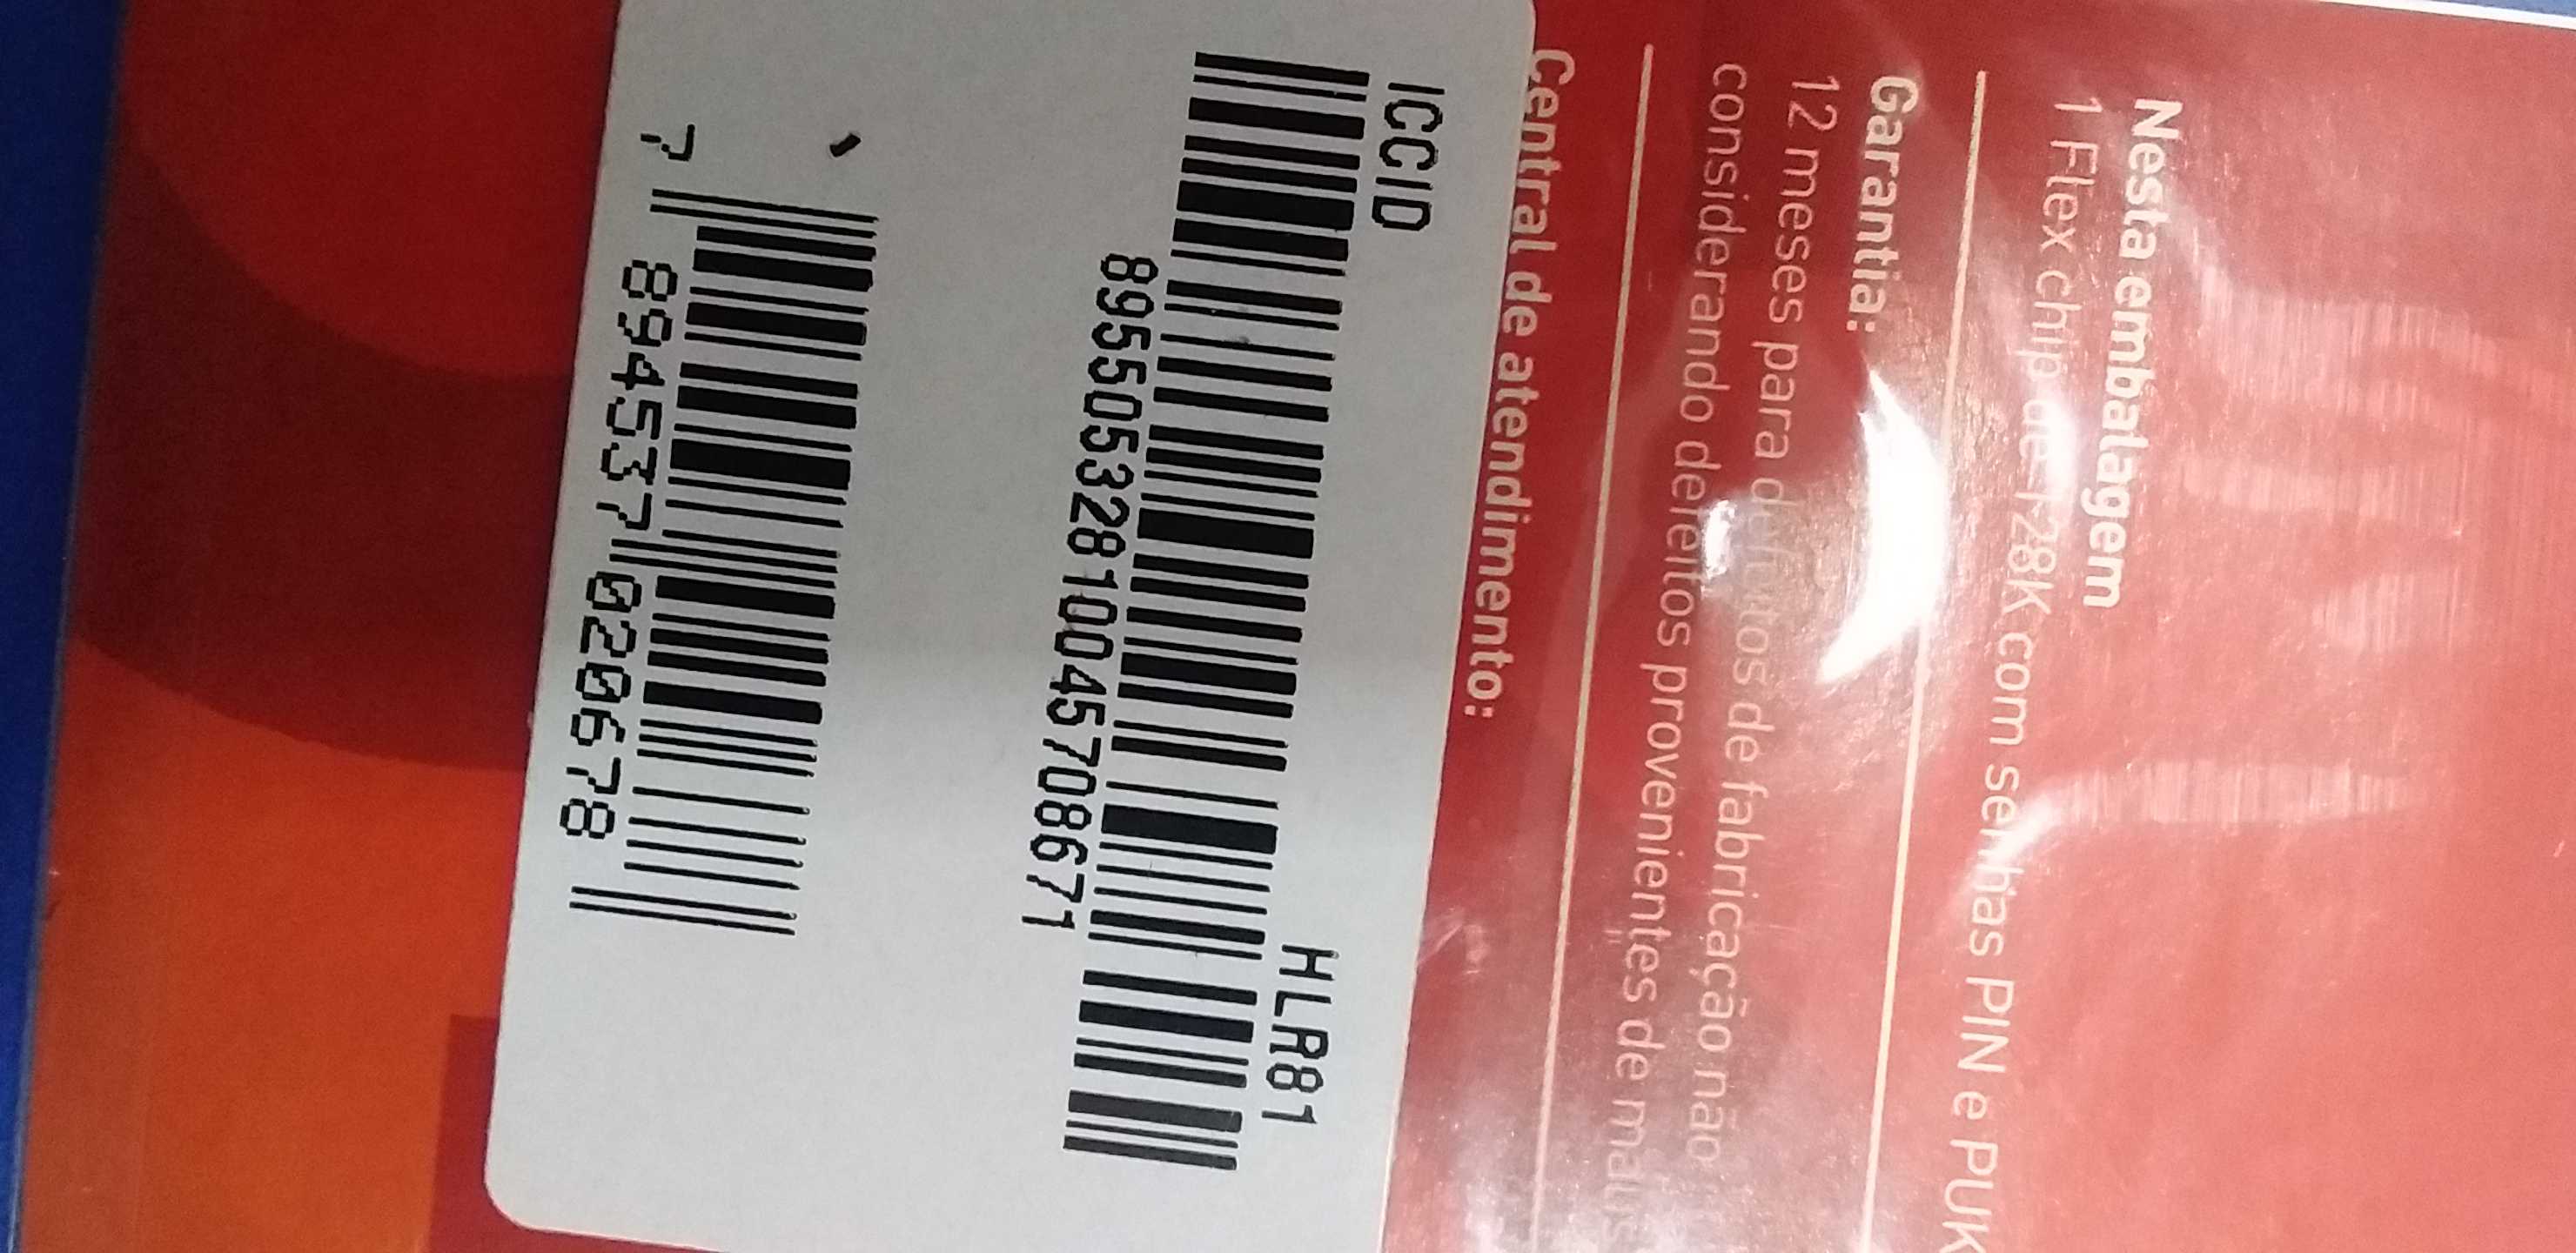 Nesta embalagem
1 Flex chip de 128K com senhas PIN e PUK
Garantia:
12 meses para defeitos de fabricação não
considerando defeitos provenientes de maus
Central de atendimento:
ICCID
HLR81
89550532810045708671
7 894537 020678